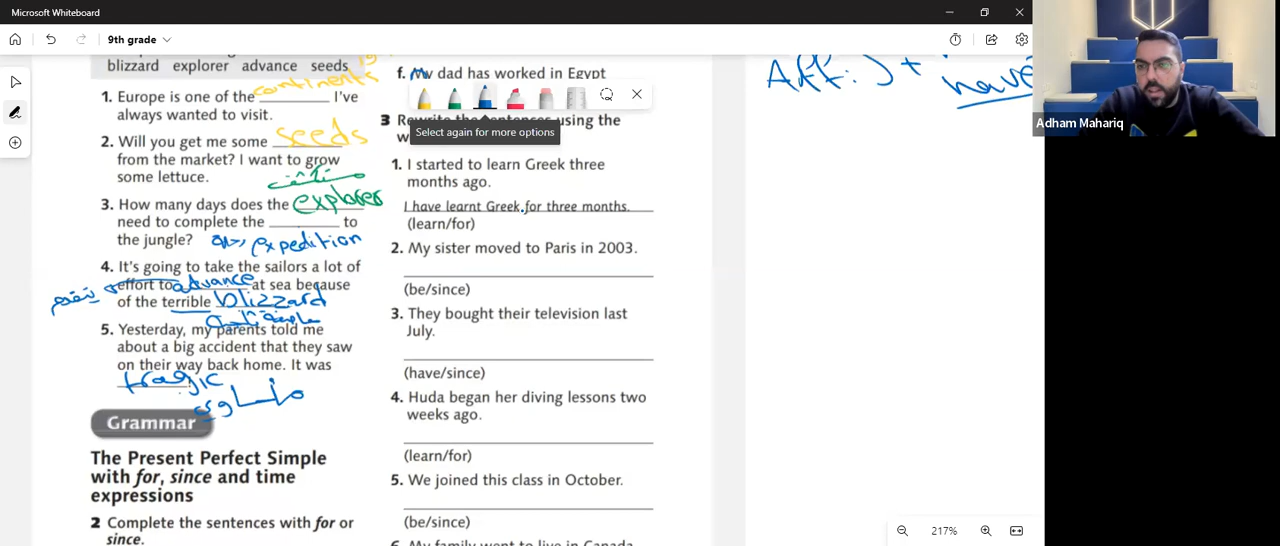 Microsoft Whiteboard
9th grade
blizzard explorer advance seeds
1. Europe is one of the continents I've
always wanted to visit.
2. Will you get me some seeds
from the market? I want to grow
some lettuce.
3. How many days does the explorer
need to complete the ________ to
the jungle? expedition
4. It's going to take the sailors a lot of
effort to advance at sea because
of the terrible blizzard
5. Yesterday, my parents told me
about a big accident that they saw
on their way back home. It was
tragic
Grammar
The Present Perfect Simple
with for, since and time
expressions
2 Complete the sentences with for or
since.
f. My dad has worked in Egypt
Select again for more options
3 Rewrite the sentences using the
1. I started to learn Greek three
months ago.
I have learnt Greek for three months.
(learn/for)
2. My sister moved to Paris in 2003.
(be/since)
3. They bought their television last
July.
(have/since)
4. Huda began her diving lessons two
weeks ago.
(learn/for)
5. We joined this class in October.
(be/since)
6. My family went to live in Canada
Aff: S +
have
Adham Mahariq
217%